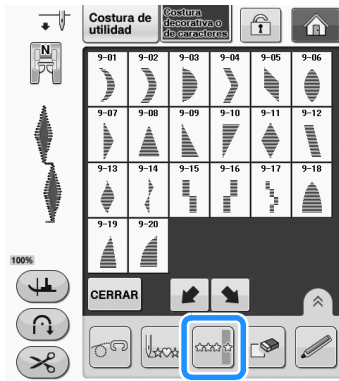 Costura de
utilidad
Costura
decorativa o
de caracteres
N
9-01 9-02 9-03 9-04 9-05 9-06
9-07 9-08 9-09 9-10 9-11 9-12
9-13 9-14 9-15 9-16 9-17 9-18
9-19 9-20
100%
CERRAR